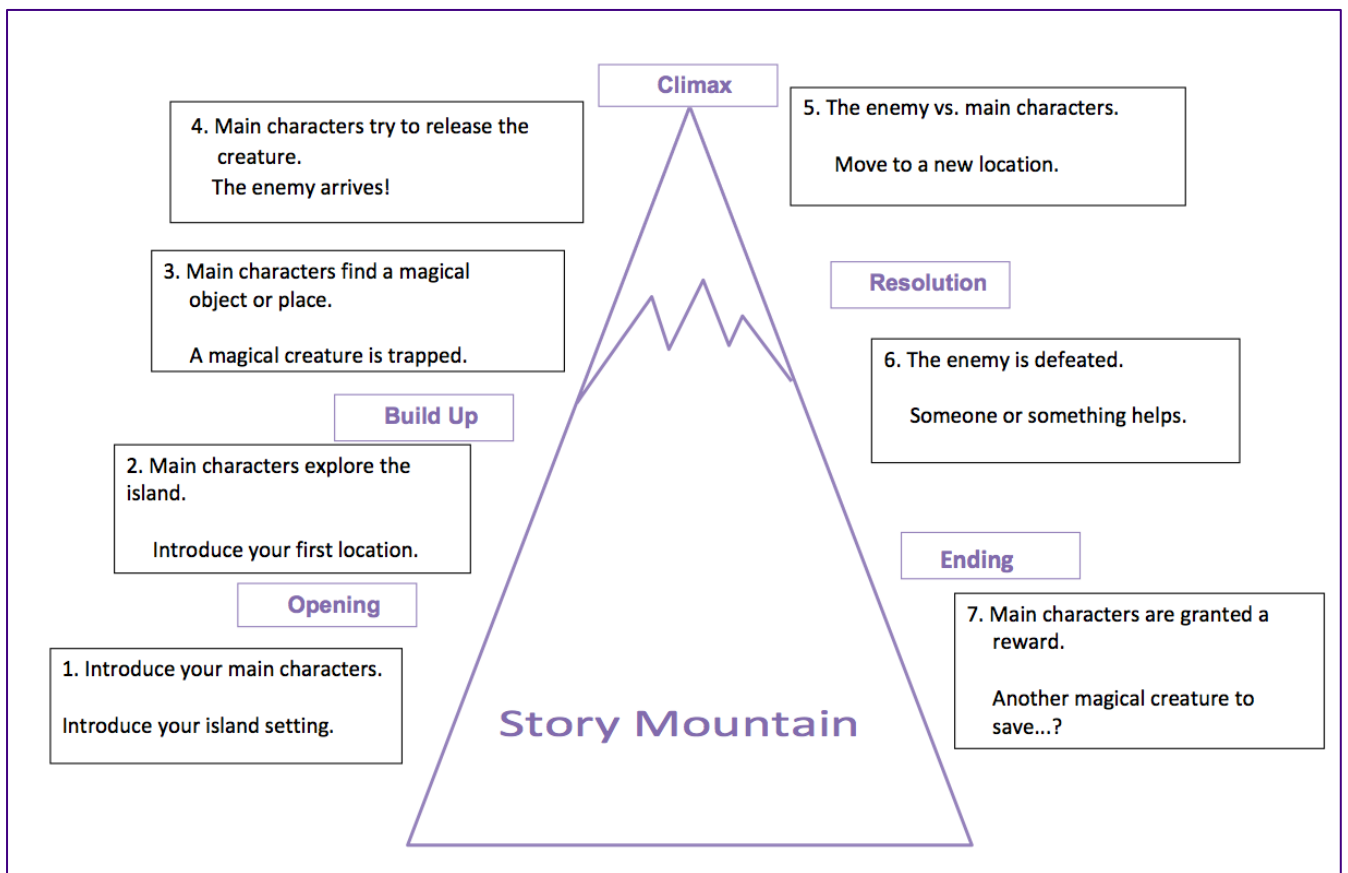 Climax
4. Main characters try to release the
creature.
The enemy arrives!
5. The enemy vs. main characters.
Move to a new location.
3. Main characters find a magical
object or place.
A magical creature is trapped.
Resolution
6. The enemy is defeated.
Someone or something helps.
Build Up
2. Main characters explore the
island.
Introduce your first location.
Ending
Opening
7. Main characters are granted a
reward.
Another magical creature to
save...?
1. Introduce your main characters.
Introduce your island setting.
Story Mountain